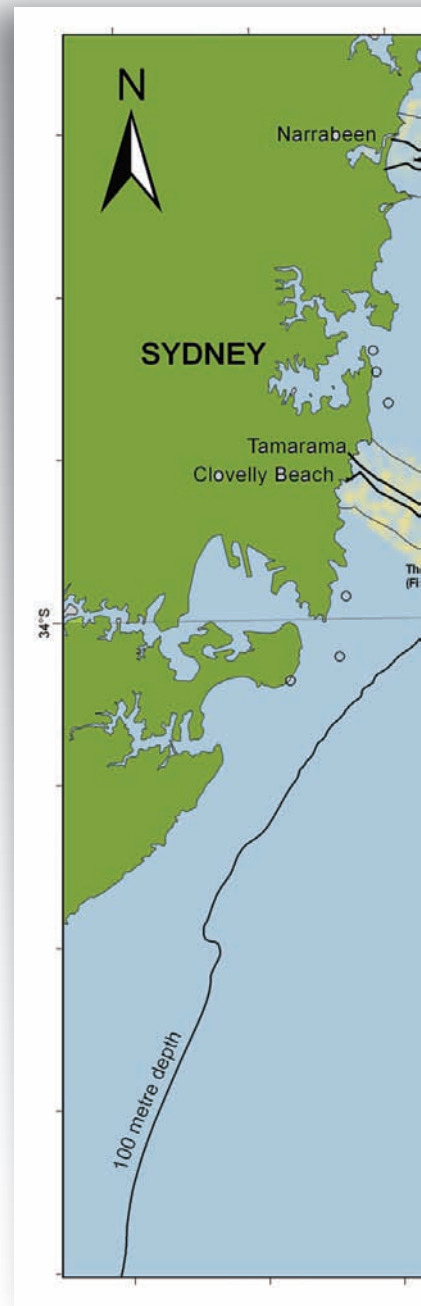 N
Narrabeen
SYDNEY
Tamarama
Clovelly Beach
34°S
100 metre depth